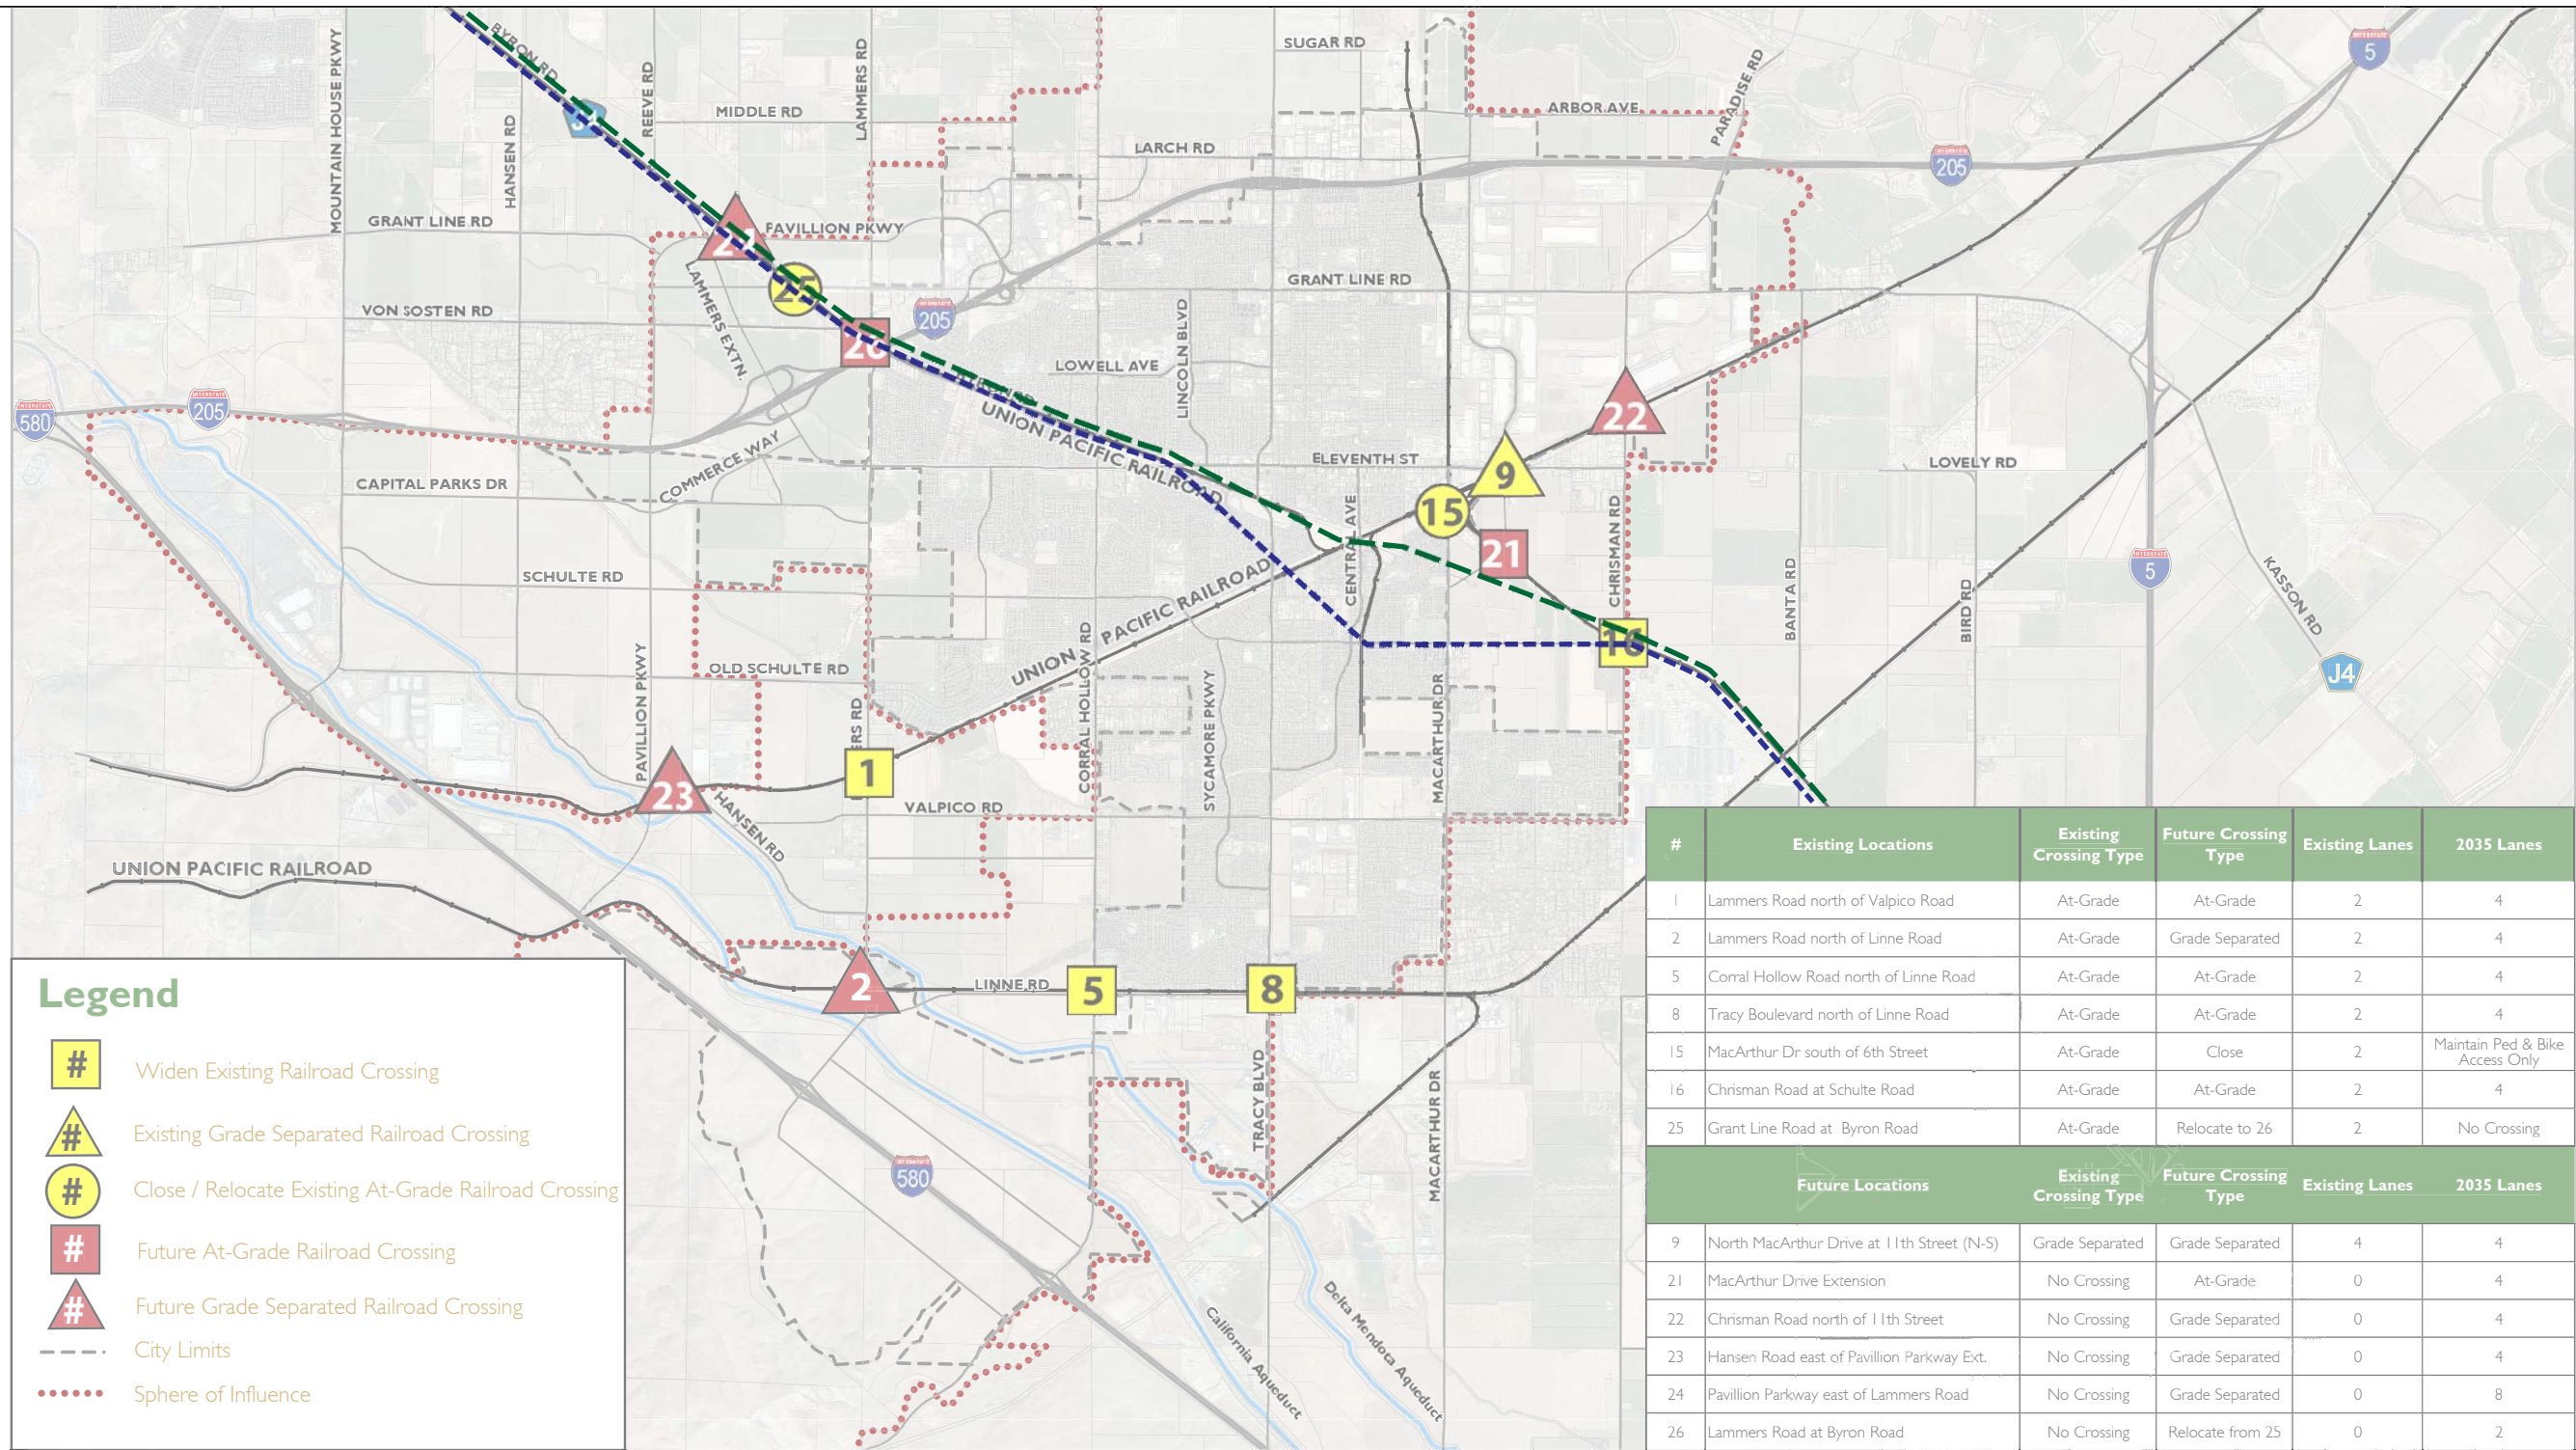 SUGAR RD
BYRON RD
MOUNTAIN HOUSE PKWY
HANSEN RD
REEVE RD
LAMMERS RD
MIDDLE RD
ARBOR AVE
PARADISE RD
LARCH RD
INTERSTATE
5
INTERSTATE
205
GRANT LINE RD
PAVILLION PKWY
25
GRANT LINE RD
VON SOSTEN RD
LAMMERS EXTN.
26
INTERSTATE
205
LINCOLN BLVD
LOWELL AVE
INTERSTATE
580
INTERSTATE
205
22
UNION PACIFIC RAILROAD
COMMERCE WAY
ELEVENTH ST
9
LOVELY RD
CAPITAL PARKS DR
15
CENTRAL AVE
CHRISMAN RD
21
INTERSTATE
5
KASSON RD
SCHULTE RD
UNION PACIFIC RAILROAD
BANTA RD
BIRD RD
16
OLD SCHULTE RD
CORRAL HOLLOW RD
SYCAMORE PKWY
MACARTHUR DR
J4
PAVILLION PKWY
ERS RD
1
23
HANSEN RD
VALPICO RD
UNION PACIFIC RAILROAD
2
LINNE RD
5
8
TRACY BLVD
MACARTHUR DR
INTERSTATE
580
California Aqueduct
Delta Mendota Aqueduct
Legend
# Widen Existing Railroad Crossing
# Existing Grade Separated Railroad Crossing
# Close / Relocate Existing At-Grade Railroad Crossing
# Future At-Grade Railroad Crossing
# Future Grade Separated Railroad Crossing
City Limits
Sphere of Influence
# Existing Locations Existing Crossing Type Future Crossing Type Existing Lanes 2035 Lanes
1 Lammers Road north of Valpico Road At-Grade At-Grade 2 4
2 Lammers Road north of Linne Road At-Grade Grade Separated 2 4
5 Corral Hollow Road north of Linne Road At-Grade At-Grade 2 4
8 Tracy Boulevard north of Linne Road At-Grade At-Grade 2 4
15 MacArthur Dr south of 6th Street At-Grade Close 2 Maintain Ped & Bike Access Only
16 Chrisman Road at Schulte Road At-Grade At-Grade 2 4
25 Grant Line Road at Byron Road At-Grade Relocate to 26 2 No Crossing
Future Locations Existing Crossing Type Future Crossing Type Existing Lanes 2035 Lanes
9 North MacArthur Drive at 11th Street (N-S) Grade Separated Grade Separated 4 4
21 MacArthur Drive Extension No Crossing At-Grade 0 4
22 Chrisman Road north of 11th Street No Crossing Grade Separated 0 4
23 Hansen Road east of Pavillion Parkway Ext. No Crossing Grade Separated 0 4
24 Pavillion Parkway east of Lammers Road No Crossing Grade Separated 0 8
26 Lammers Road at Byron Road No Crossing Relocate from 25 0 2